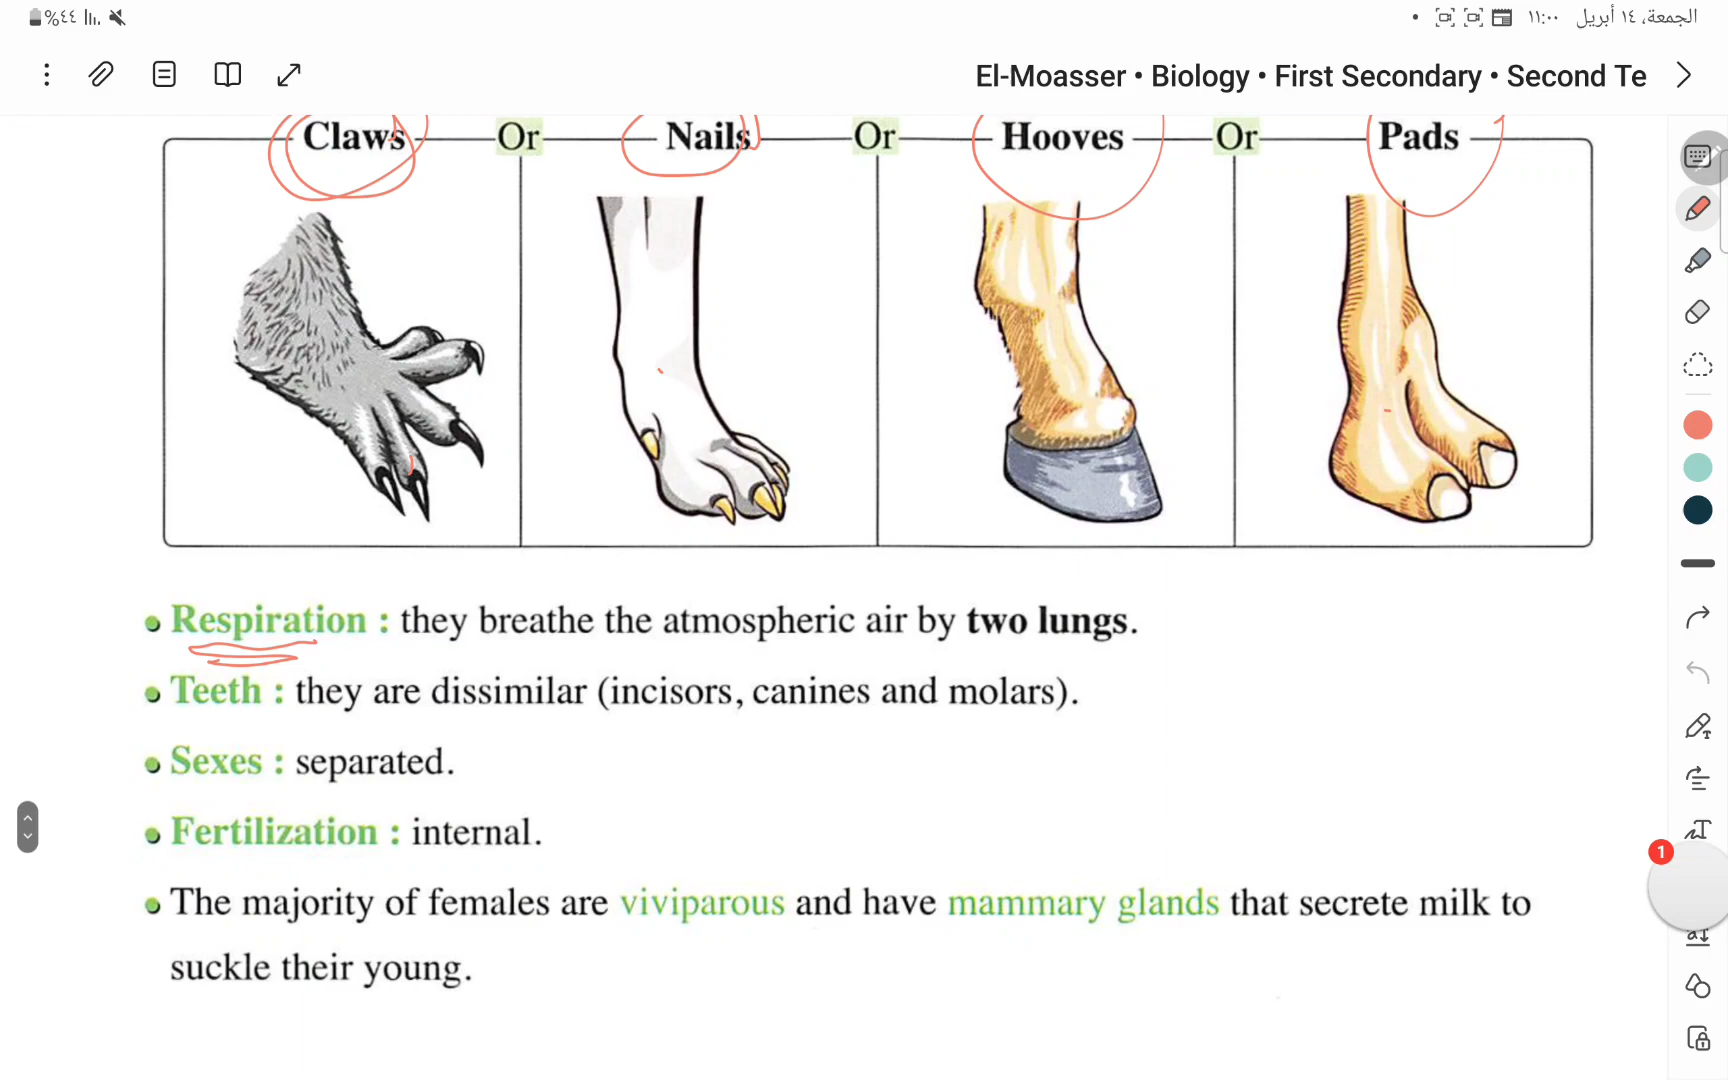 %٤٤
الجمعة، ١٤ أبريل ١١:٠٠
El-Moasser • Biology • First Secondary • Second Te
Claws Or Nails Or Hooves Or Pads
• Respiration : they breathe the atmospheric air by two lungs.
• Teeth : they are dissimilar (incisors, canines and molars).
• Sexes : separated.
• Fertilization : internal.
1
• The majority of females are viviparous and have mammary glands that secrete milk to
suckle their young.